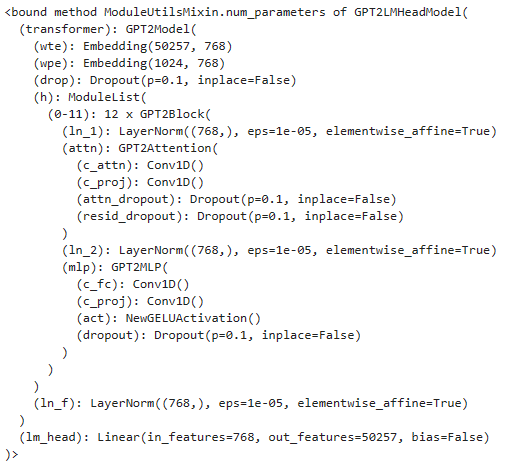 <bound method ModuleUtilsMixin.num_parameters of GPT2LMHeadModel(
  (transformer): GPT2Model(
    (wte): Embedding(50257, 768)
    (wpe): Embedding(1024, 768)
    (drop): Dropout(p=0.1, inplace=False)
    (h): ModuleList(
      (0-11): 12 x GPT2Block(
        (ln_1): LayerNorm((768,), eps=1e-05, elementwise_affine=True)
        (attn): GPT2Attention(
          (c_attn): Conv1D()
          (c_proj): Conv1D()
          (attn_dropout): Dropout(p=0.1, inplace=False)
          (resid_dropout): Dropout(p=0.1, inplace=False)
        )
        (ln_2): LayerNorm((768,), eps=1e-05, elementwise_affine=True)
        (mlp): GPT2MLP(
          (c_fc): Conv1D()
          (c_proj): Conv1D()
          (act): NewGELUActivation()
          (dropout): Dropout(p=0.1, inplace=False)
        )
      )
    )
    (ln_f): LayerNorm((768,), eps=1e-05, elementwise_affine=True)
  )
  (lm_head): Linear(in_features=768, out_features=50257, bias=False)
)>